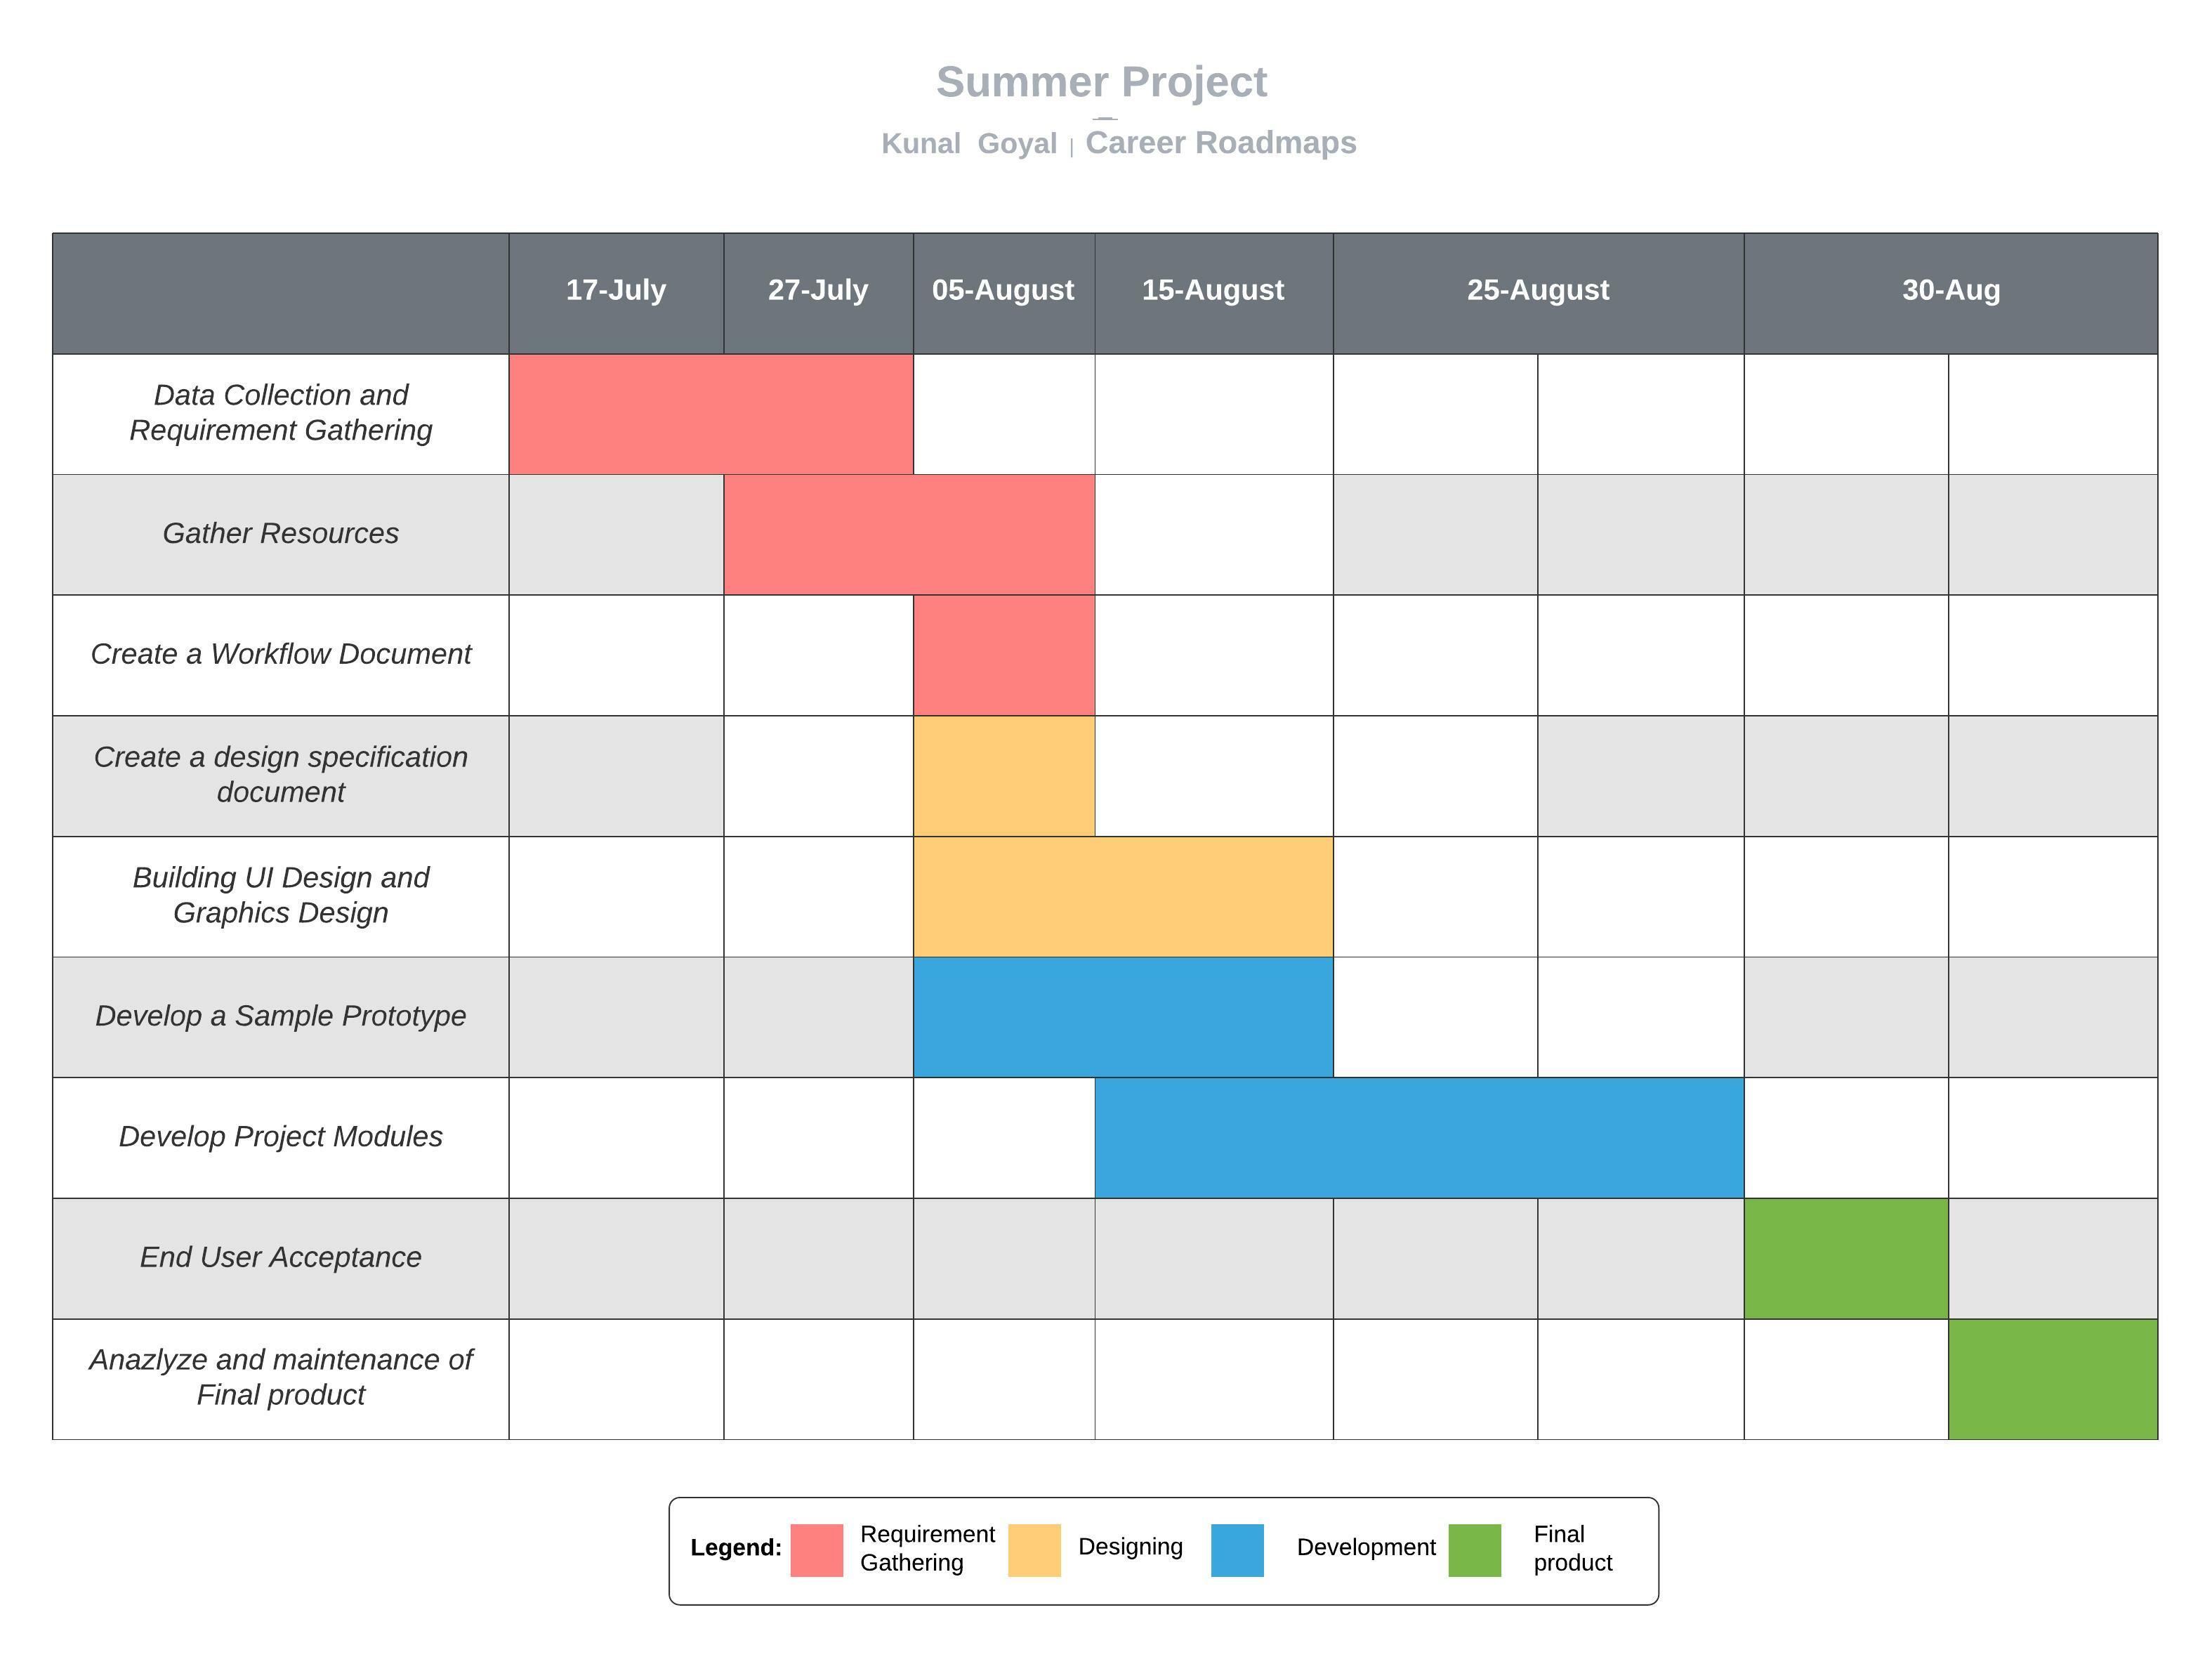 Summer Project
Kunal Goyal | Career Roadmaps
17-July 27-July 05-August 15-August 25-August 30-Aug
Data Collection and
Requirement Gathering
Gather Resources
Create a Workflow Document
Create a design specification
document
Building UI Design and
Graphics Design
Develop a Sample Prototype
Develop Project Modules
End User Acceptance
Anazlyze and maintenance of
Final product
Legend: Requirement
Gathering
Designing
Development
Final
product